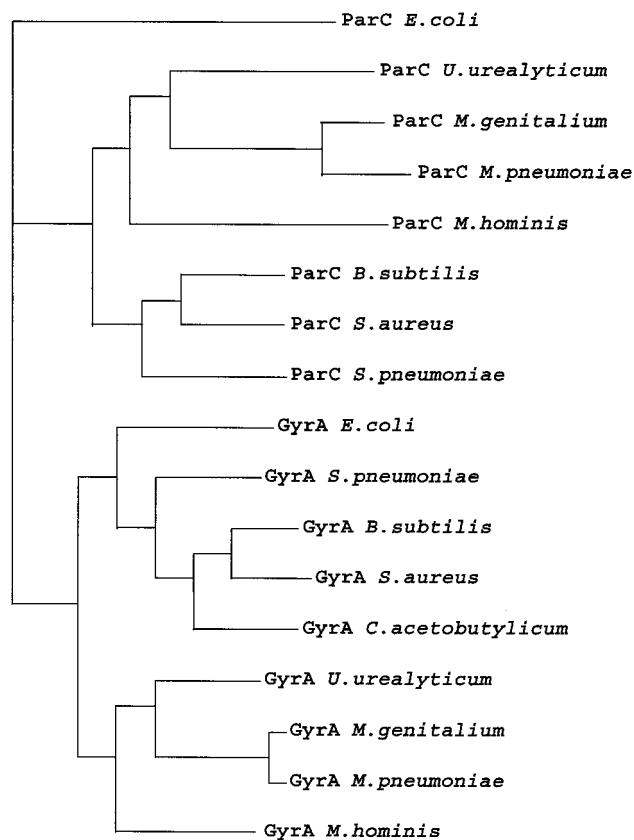 ParC E.coli
ParC U.urealyticum
ParC M.genitalium
ParC M.pneumoniae
ParC M.hominis
ParC B.subtilis
ParC S.aureus
ParC S.pneumoniae
GyrA E.coli
GyrA S.pneumoniae
GyrA B.subtilis
GyrA S.aureus
GyrA C.acetobutylicum
GyrA U.urealyticum
GyrA M.genitalium
GyrA M.pneumoniae
GyrA M.hominis